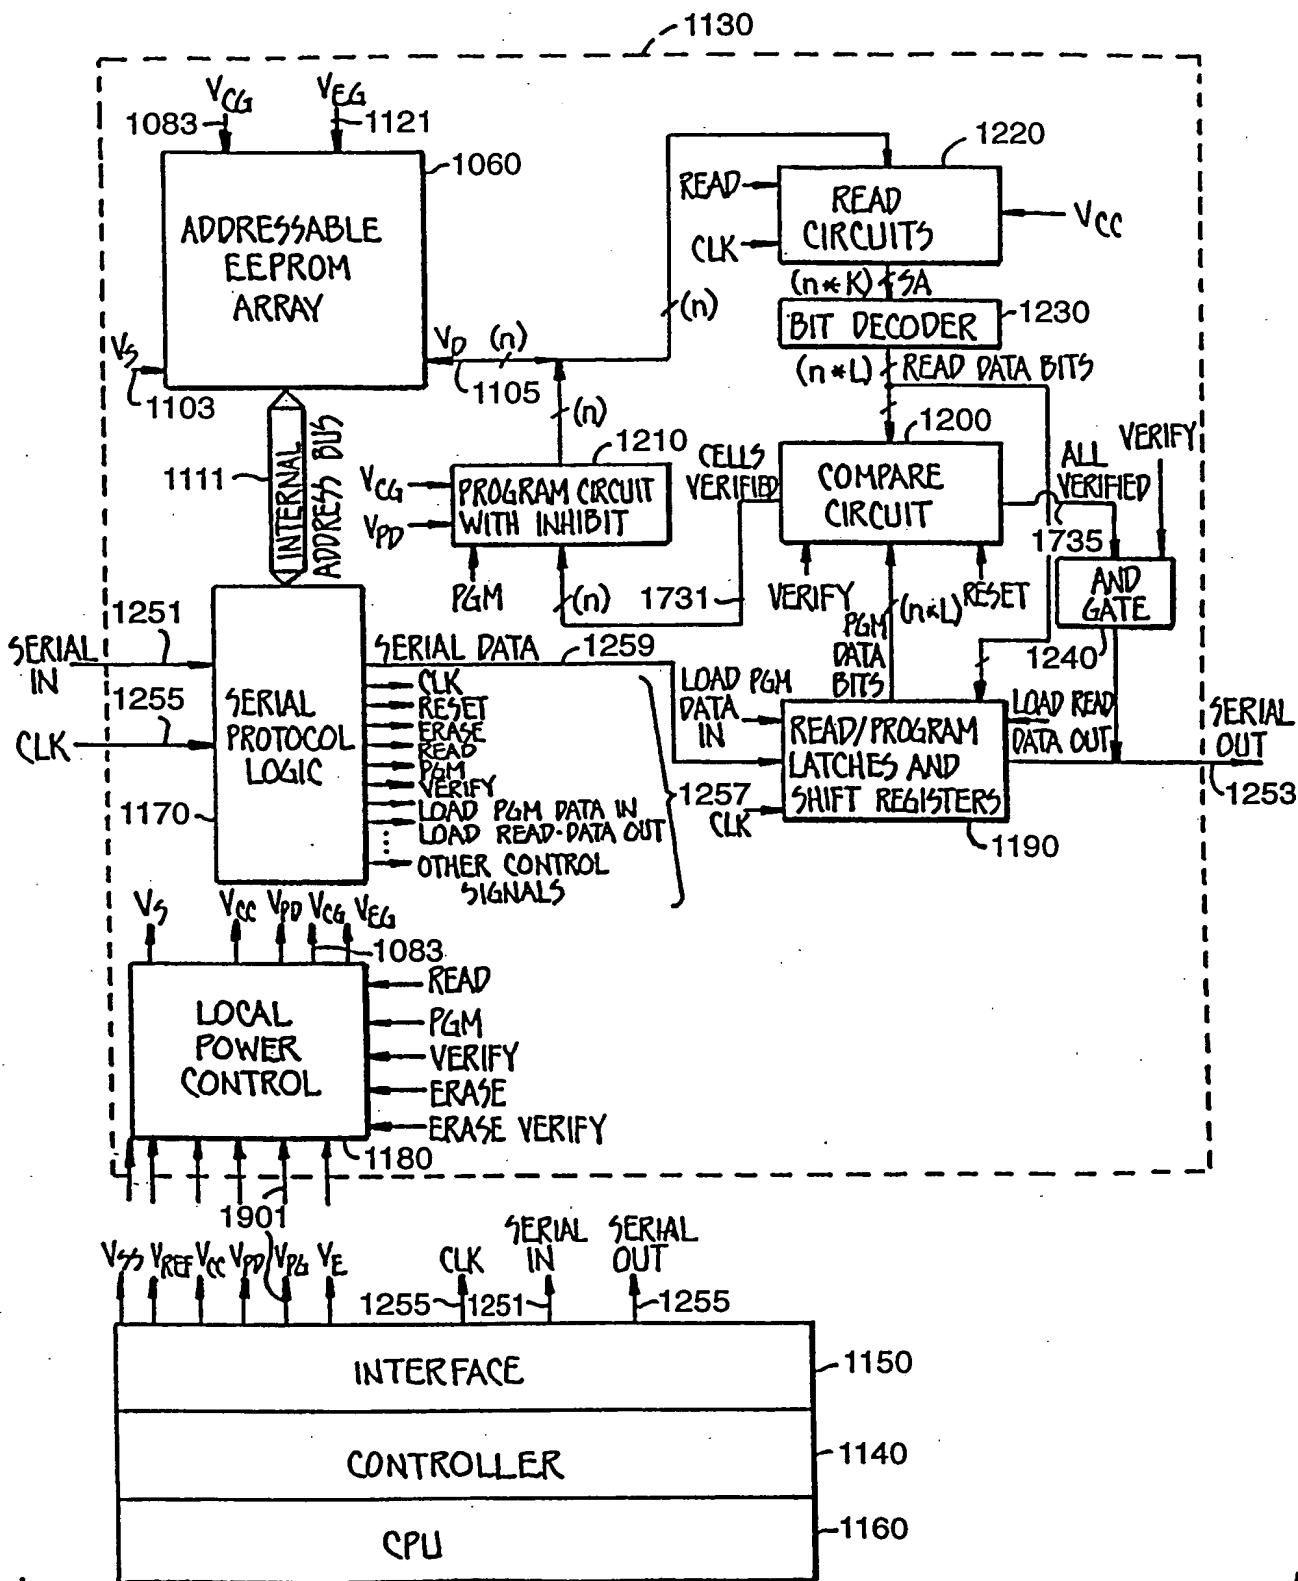 1130
VCG
VEG
1083
1121
1060
ADDRESSABLE
EEPROM
ARRAY
VS
1103
VD
(n)
1105
(n)
1220
READ
CLK
READ
CIRCUITS
VCC
(n*K)
SA
BIT DECODER
1230
(n*L)
READ DATA BITS
(n)
1210
1200
CELLS
VERIFIED
COMPARE
CIRCUIT
ALL
VERIFIED
VERIFY
1111
INTERNAL
ADDRESS BUS
VCG
VPD
PROGRAM CIRCUIT
WITH INHIBIT
PGM
(n)
1731
VERIFY
PGM
DATA
BITS
(n*L)
RESET
1735
AND
GATE
1240
1251
SERIAL
IN
1255
CLK
SERIAL
PROTOCOL
LOGIC
1170
SERIAL DATA
1259
CLK
RESET
ERASE
READ
PGM
VERIFY
LOAD PGM DATA IN
LOAD READ-DATA OUT
OTHER CONTROL
SIGNALS
1257
LOAD PGM
DATA
IN
CLK
READ/PROGRAM
LATCHES AND
SHIFT REGISTERS
1190
LOAD READ
DATA OUT
SERIAL
OUT
1253
VS
VCC
VPD
VCG
VEG
1083
LOCAL
POWER
CONTROL
READ
PGM
VERIFY
ERASE
ERASE VERIFY
1180
1901
VSS
VREF
VCC
VPD
VPG
VE
CLK
SERIAL
IN
SERIAL
OUT
1255
1251
1255
INTERFACE
1150
CONTROLLER
1140
CPU
1160